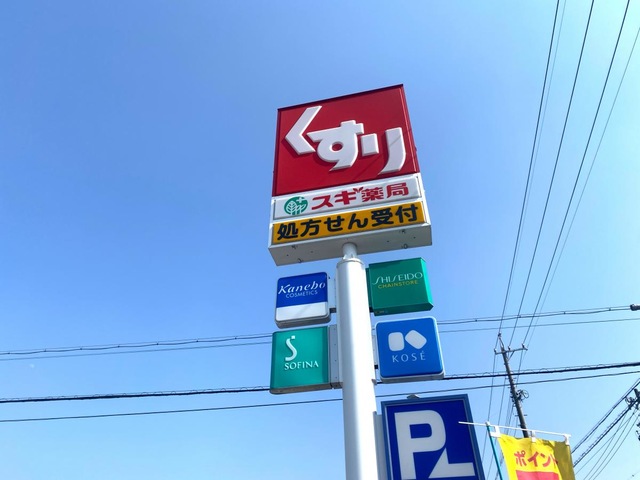 くすり
スギ薬局
処方せん受付
Kanebo
COSMETICS
SHISEIDO
CHAINSTORE
SOFINA
KOSÉ
P
ポイント